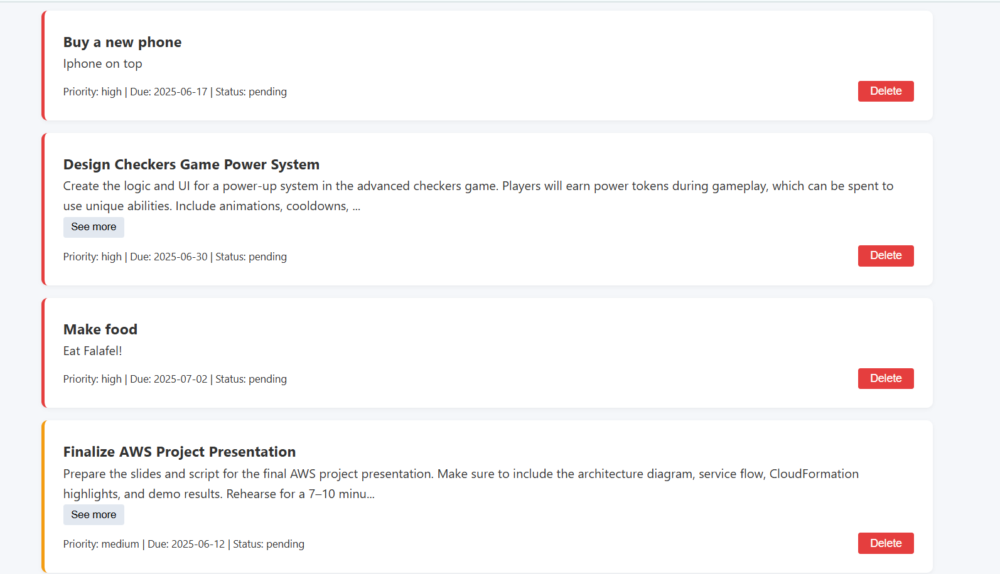 Buy a new phone
Iphone on top
Priority: high | Due: 2025-06-17 | Status: pending
Delete
Design Checkers Game Power System
Create the logic and UI for a power-up system in the advanced checkers game. Players will earn power tokens during gameplay, which can be spent to
use unique abilities. Include animations, cooldowns, ...
See more
Priority: high | Due: 2025-06-30 | Status: pending
Delete
Make food
Eat Falafel!
Priority: high | Due: 2025-07-02 | Status: pending
Delete
Finalize AWS Project Presentation
Prepare the slides and script for the final AWS project presentation. Make sure to include the architecture diagram, service flow, CloudFormation
highlights, and demo results. Rehearse for a 7–10 minu...
See more
Priority: medium | Due: 2025-06-12 | Status: pending
Delete